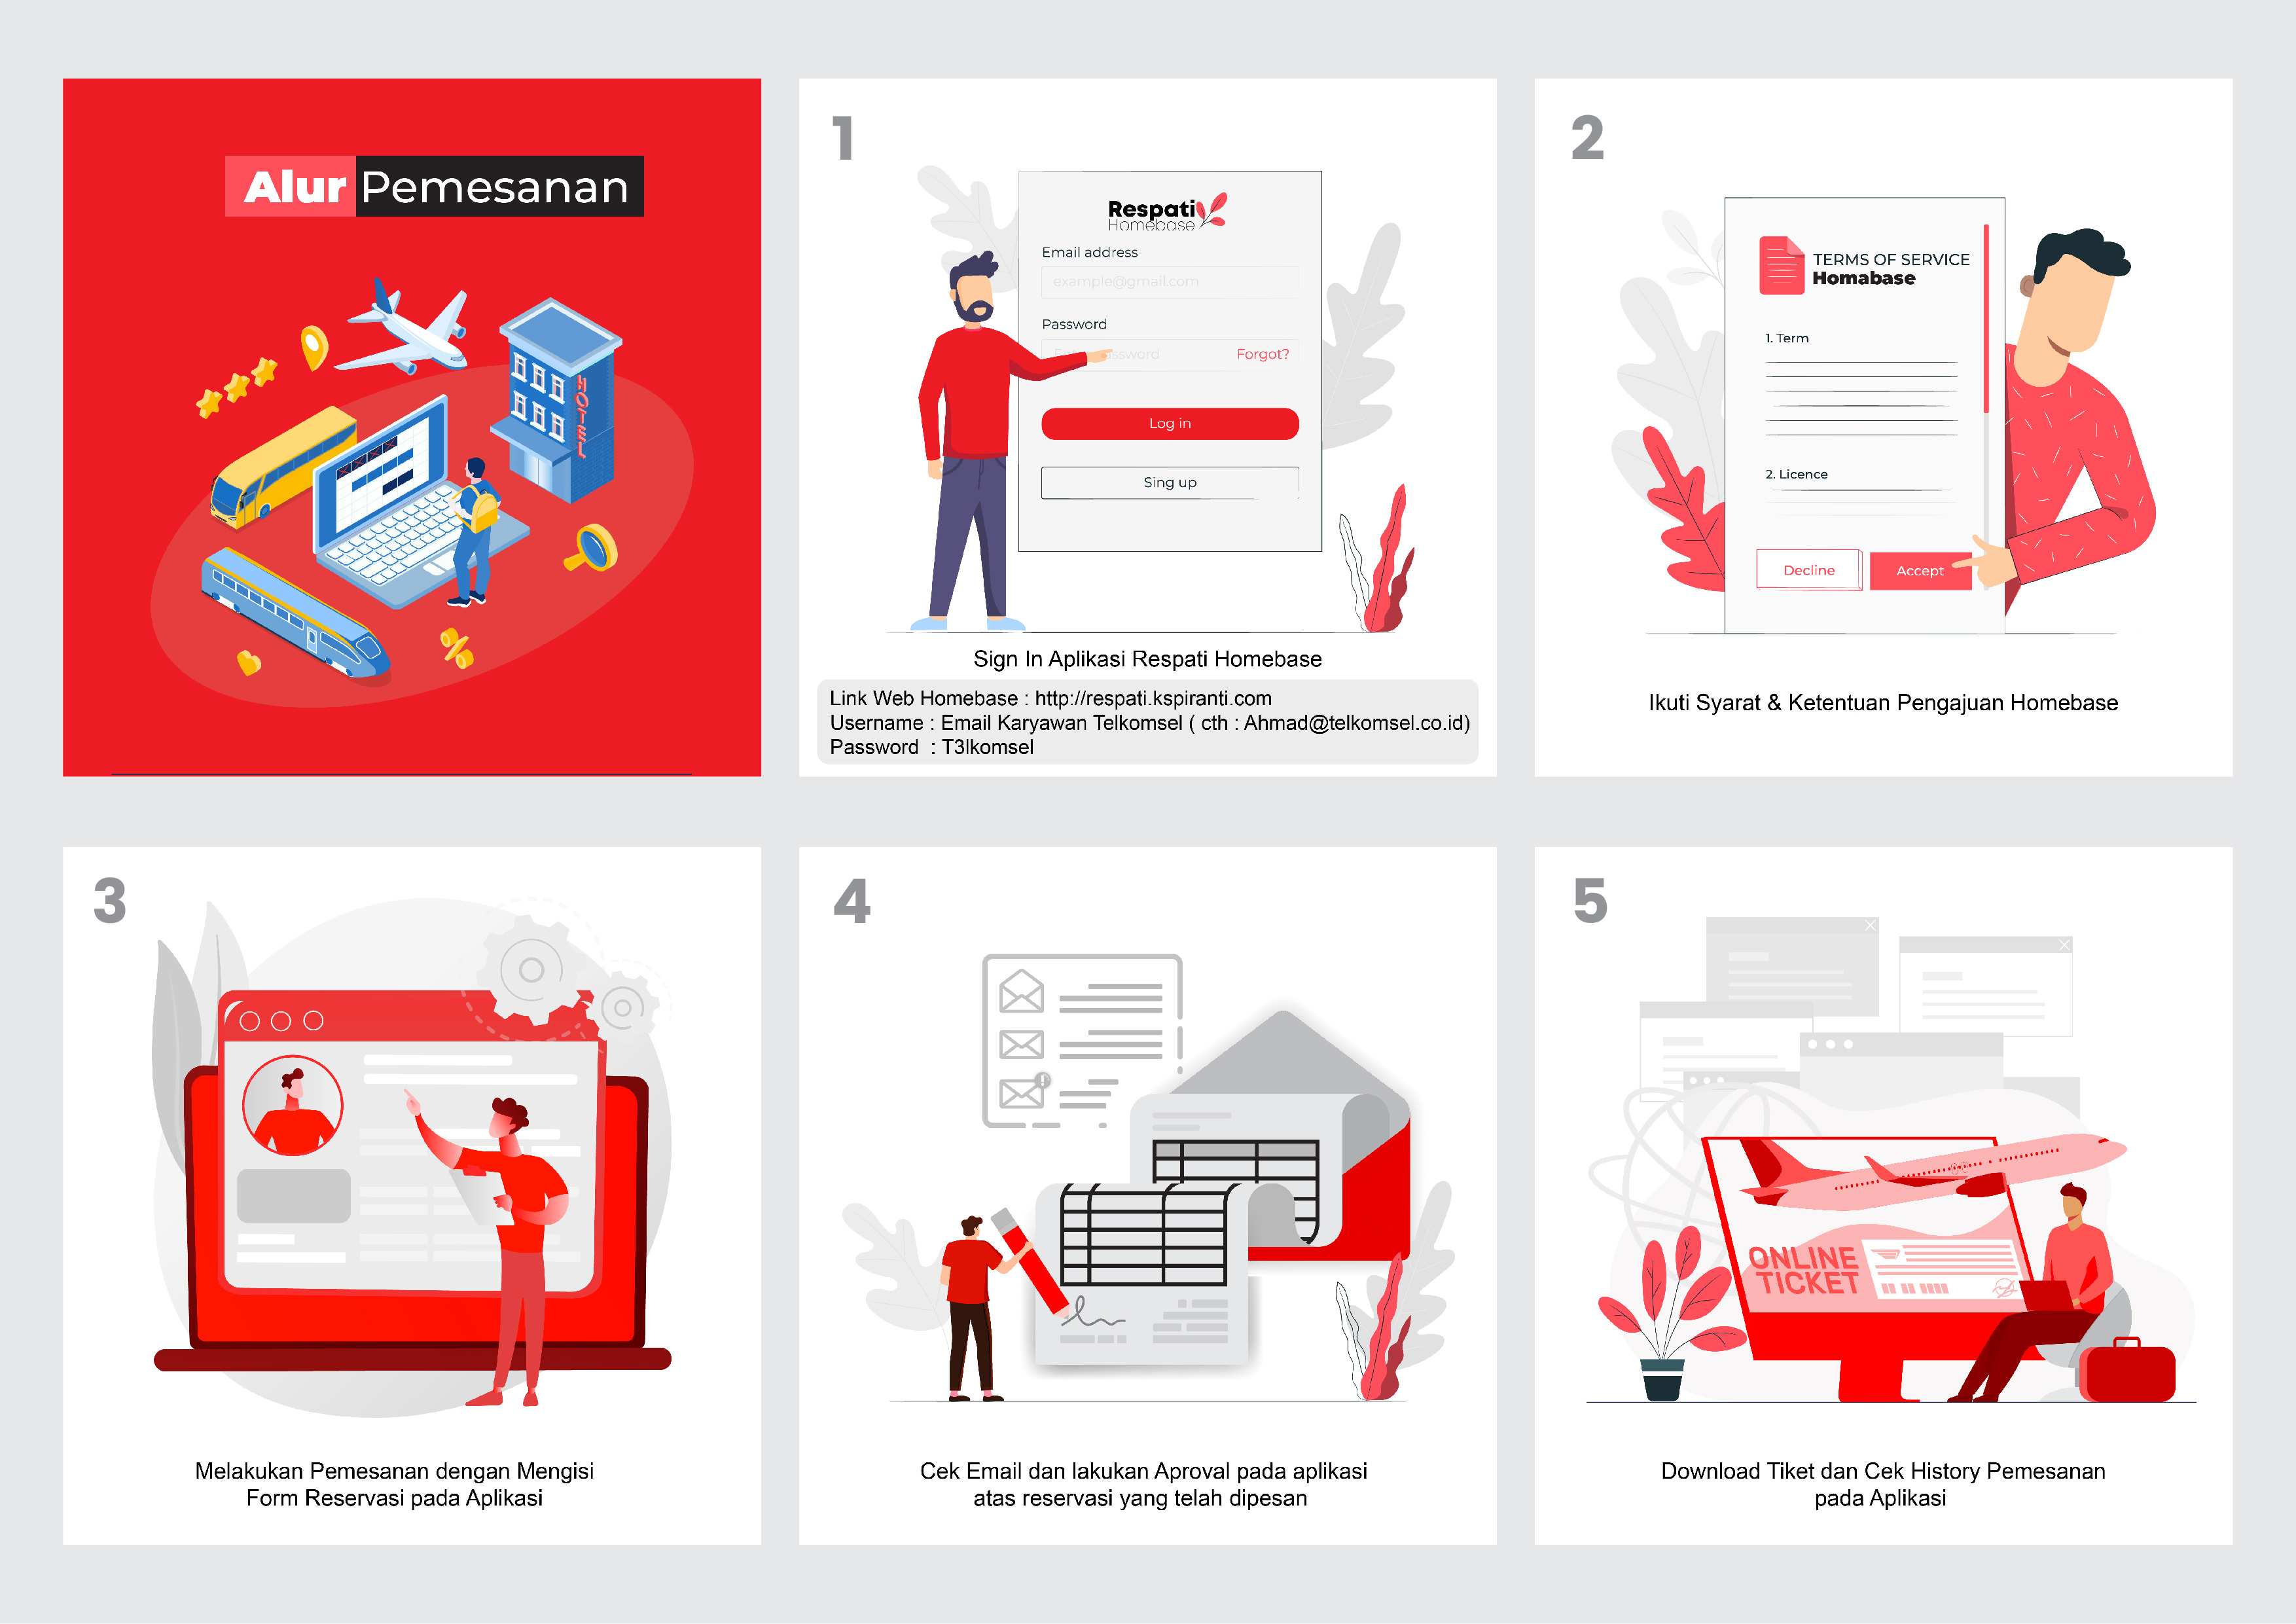 Alur Pemesanan
HOTEL
1
Respati
Homebase
Email address
example@gmail.com
Password
password Forgot?
Log in
Sing up
Sign In Aplikasi Respati Homebase
Link Web Homebase : http://respati.kspiranti.com
Username : Email Karyawan Telkomsel ( cth : Ahmad@telkomsel.co.id)
Password : T3lkomsel
2
TERMS OF SERVICE
Homabase
1. Term
2. Licence
Decline Accept
Ikuti Syarat & Ketentuan Pengajuan Homebase
3
Melakukan Pemesanan dengan Mengisi
Form Reservasi pada Aplikasi
4
Cek Email dan lakukan Aproval pada aplikasi
atas reservasi yang telah dipesan
5
ONLINE
TICKET
Download Tiket dan Cek History Pemesanan
pada Aplikasi